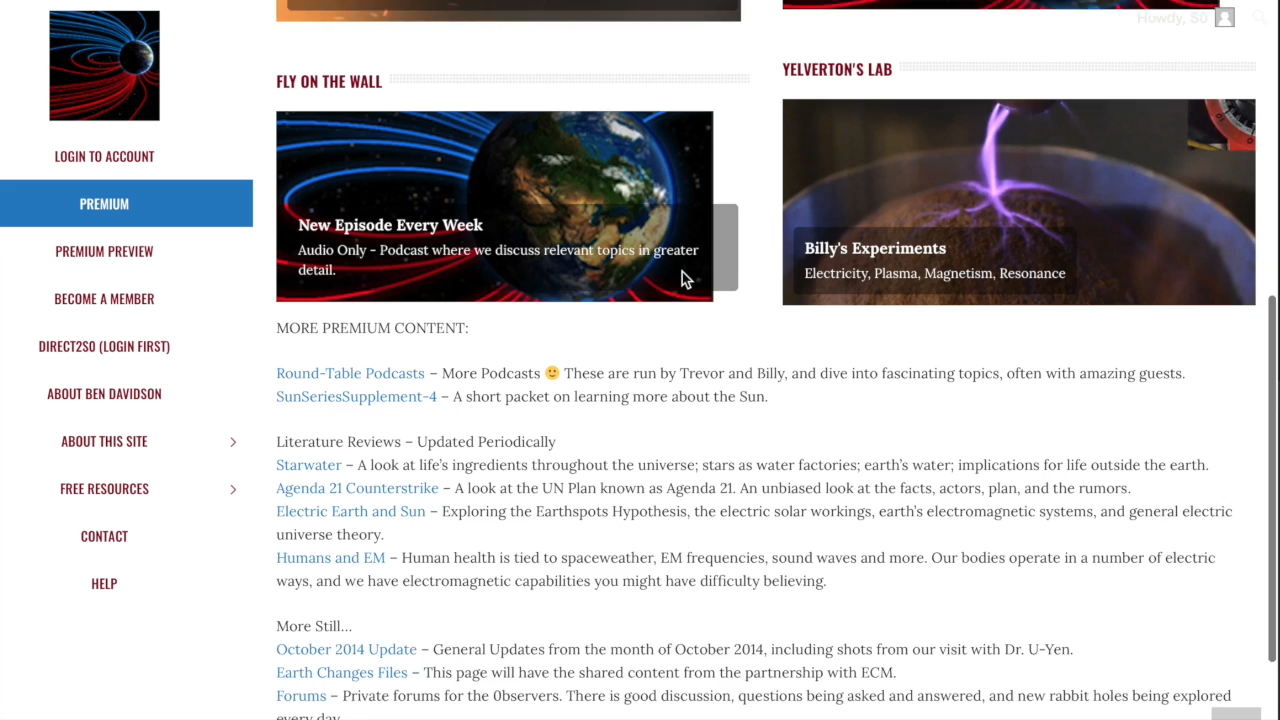 Howdy, S0
LOGIN TO ACCOUNT
PREMIUM
PREMIUM PREVIEW
BECOME A MEMBER
DIRECT2S0 (LOGIN FIRST)
ABOUT BEN DAVIDSON
ABOUT THIS SITE
FREE RESOURCES
CONTACT
HELP
FLY ON THE WALL
New Episode Every Week
Audio Only - Podcast where we discuss relevant topics in greater
detail.
YELVERTON'S LAB
Billy's Experiments
Electricity, Plasma, Magnetism, Resonance
MORE PREMIUM CONTENT:
Round-Table Podcasts – More Podcasts 🙂 These are run by Trevor and Billy, and dive into fascinating topics, often with amazing guests.
SunSeriesSupplement-4 – A short packet on learning more about the Sun.
Literature Reviews – Updated Periodically
Starwater – A look at life’s ingredients throughout the universe; stars as water factories; earth’s water; implications for life outside the earth.
Agenda 21 Counterstrike – A look at the UN Plan known as Agenda 21. An unbiased look at the facts, actors, plan, and the rumors.
Electric Earth and Sun – Exploring the Earthspots Hypothesis, the electric solar workings, earth’s electromagnetic systems, and general electric
universe theory.
Humans and EM – Human health is tied to spaceweather, EM frequencies, sound waves and more. Our bodies operate in a number of electric
ways, and we have electromagnetic capabilities you might have difficulty believing.
More Still…
October 2014 Update – General Updates from the month of October 2014, including shots from our visit with Dr. U-Yen.
Earth Changes Files – This page will have the shared content from the partnership with ECM.
Forums – Private forums for the 0bservers. There is good discussion, questions being asked and answered, and new rabbit holes being explored
every day.